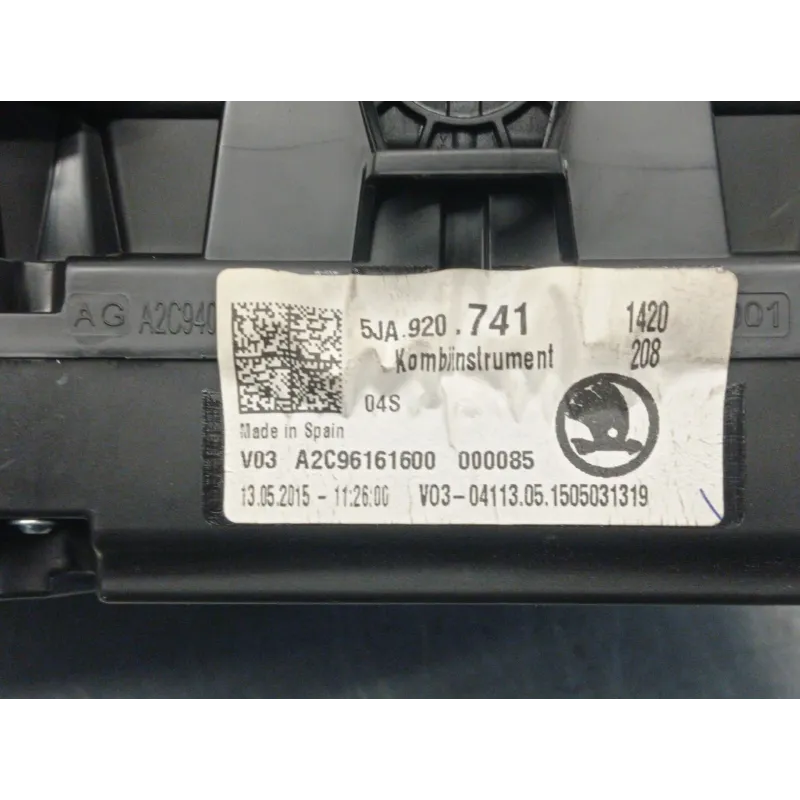 AG A2C940 001
5JA.920.741 1420
Kombiinstrument 208
04S
Made in Spain
V03 A2C96161600 000085
13.05.2015 - 11:26:00 V03-04113.05.1505031319